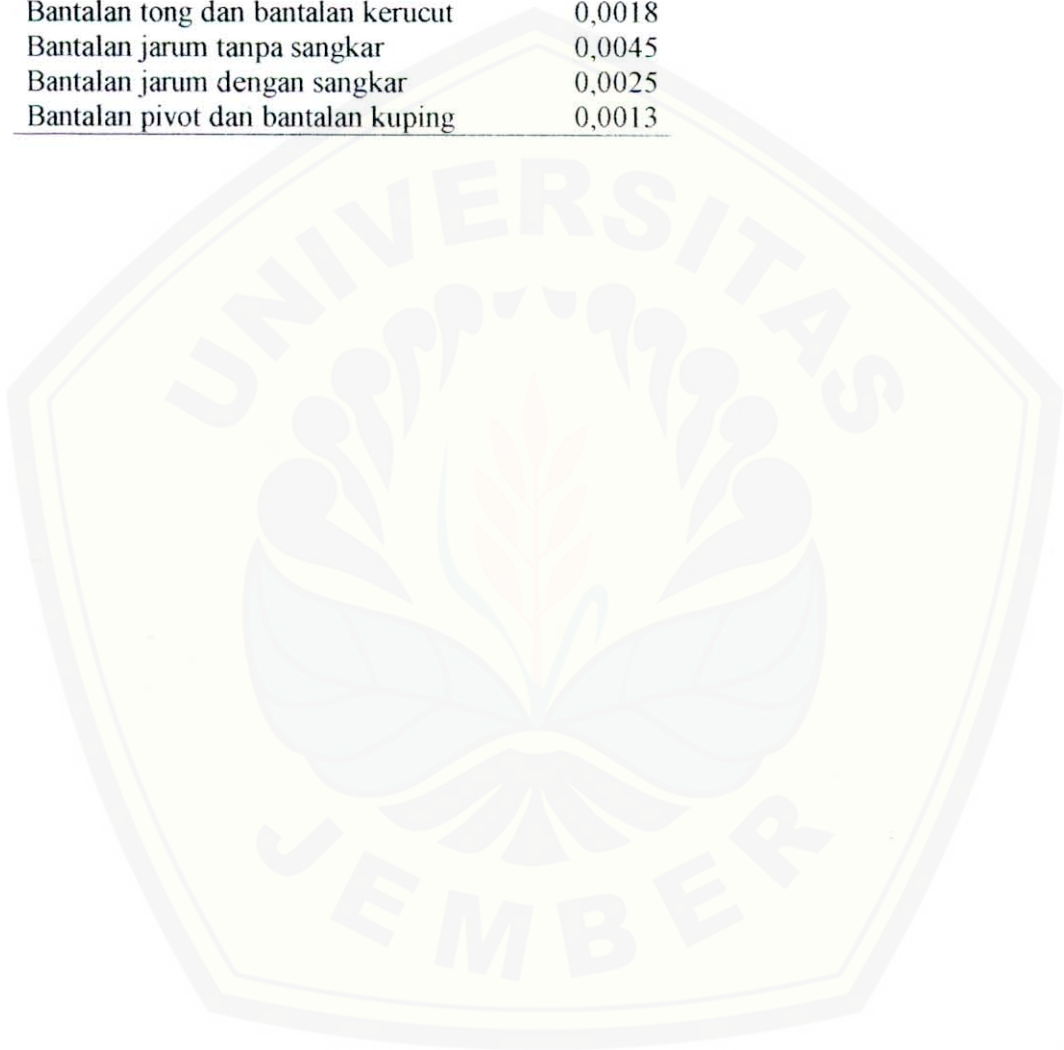 Bantalan tong dan bantalan kerucut 0,0018
Bantalan jarum tanpa sangkar 0,0045
Bantalan jarum dengan sangkar 0,0025
Bantalan pivot dan bantalan kuping 0,0013
UNIVERSITAS
JEMBER